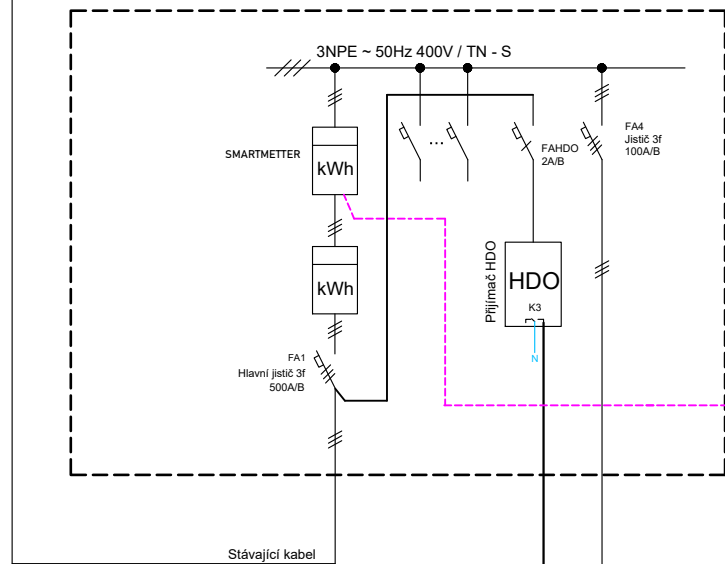 3NPE ~ 50Hz 400V / TN - S
SMARTMETTER
kWh
kWh
FA1
Hlavní jistič 3f
500A/B
...
FAHDO
2A/B
FA4
Jistič 3f
100A/B
Přijímač HDO
HDO
K3
N
Stávající kabel